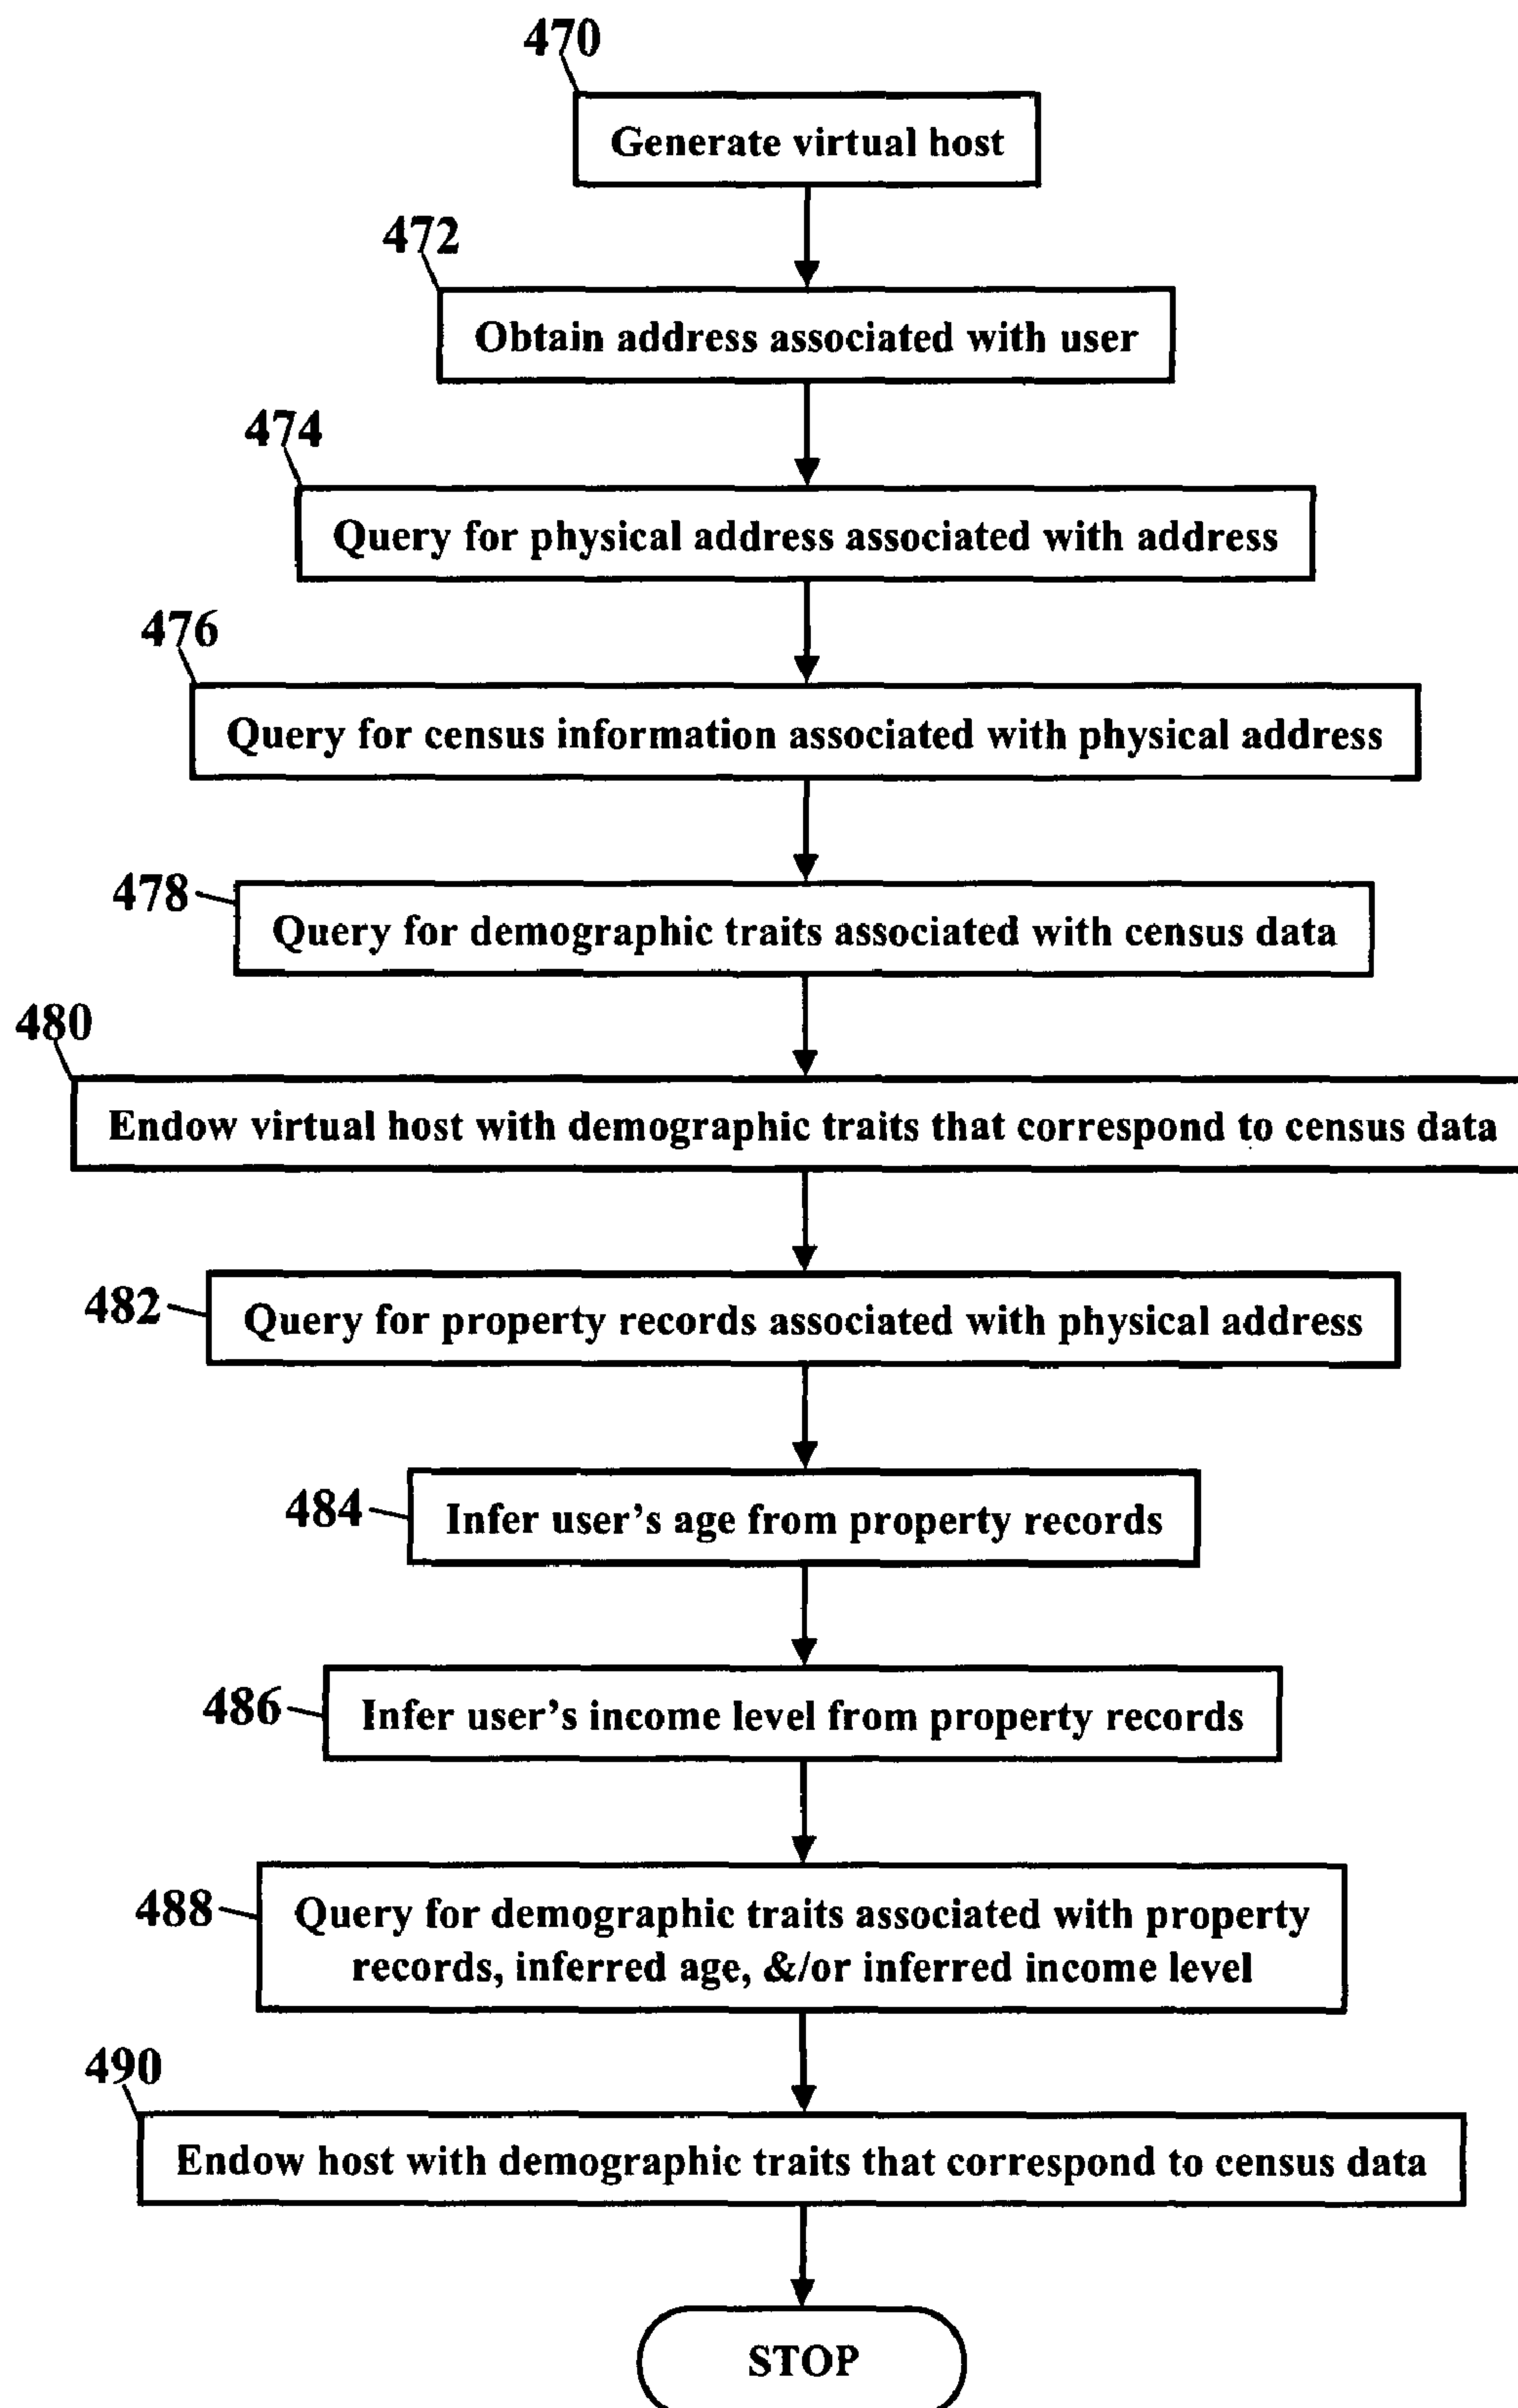 470
Generate virtual host
472
Obtain address associated with user
474
Query for physical address associated with address
476
Query for census information associated with physical address
478
Query for demographic traits associated with census data
480
Endow virtual host with demographic traits that correspond to census data
482
Query for property records associated with physical address
484
Infer user's age from property records
486
Infer user's income level from property records
488
Query for demographic traits associated with property
records, inferred age, &/or inferred income level
490
Endow host with demographic traits that correspond to census data
STOP